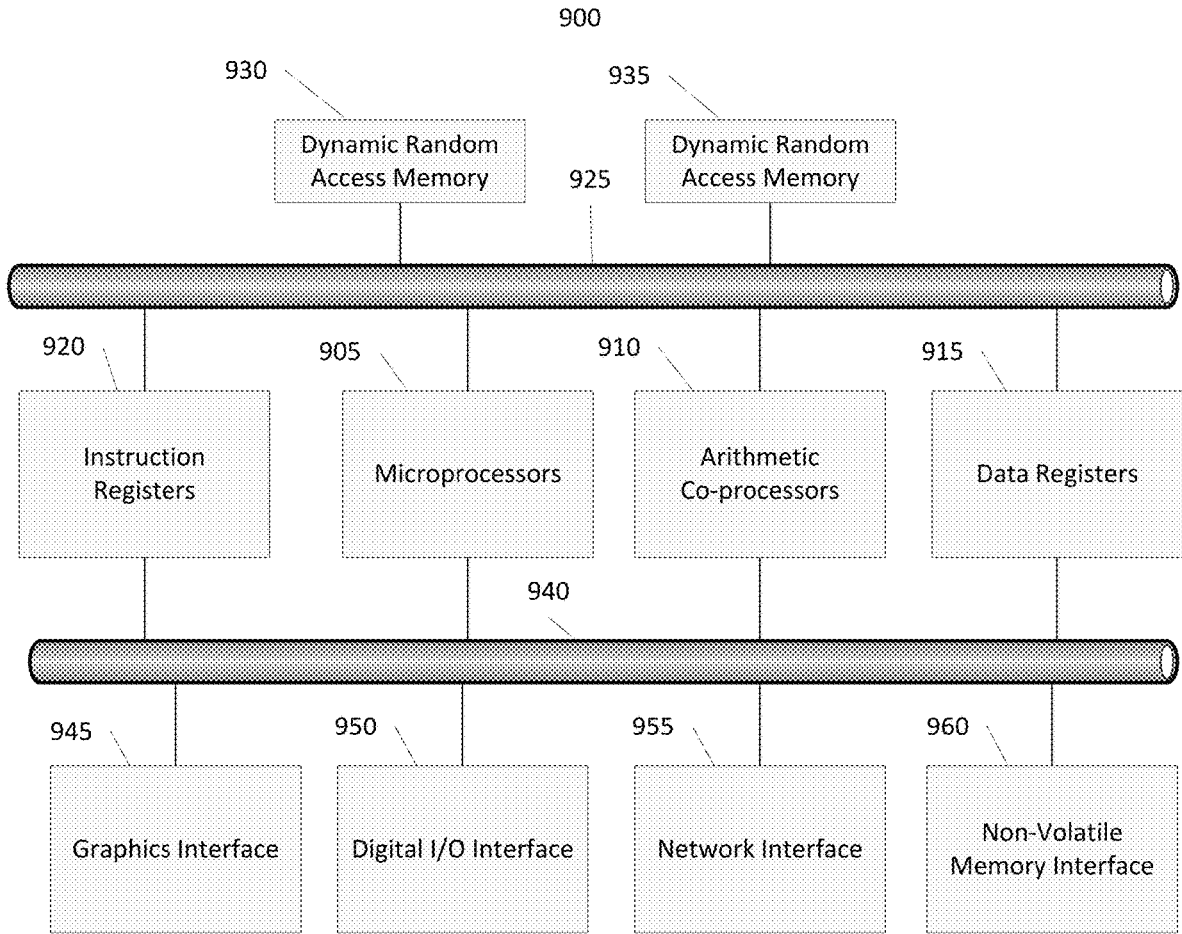 900
930
935
Dynamic Random
Access Memory
Dynamic Random
Access Memory
925
920
905
910
915
Instruction
Registers
Microprocessors
Arithmetic
Co-processors
Data Registers
940
945
950
955
960
Graphics Interface
Digital I/O Interface
Network Interface
Non-Volatile
Memory Interface